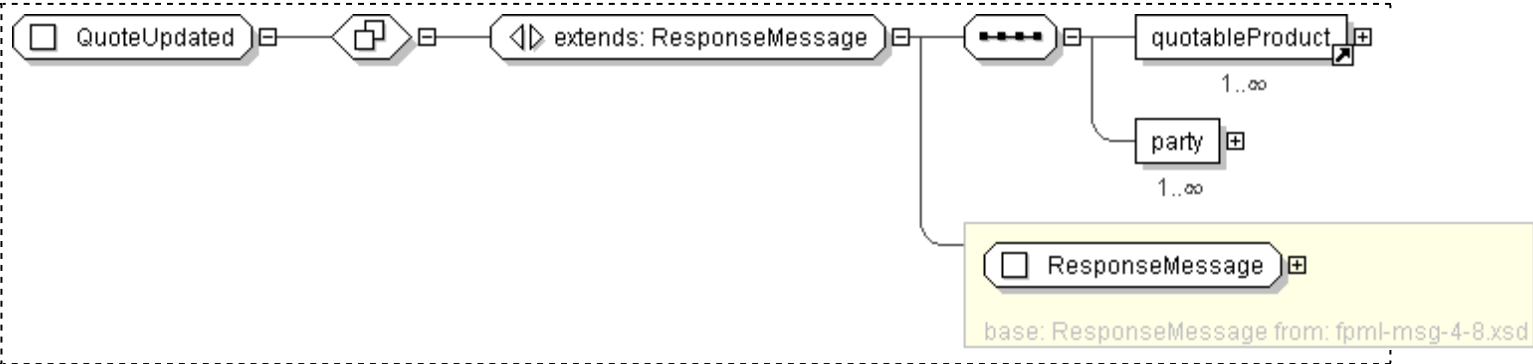 QuoteUpdated
extends: ResponseMessage
quotableProduct
1..∞
party
1..∞
ResponseMessage
base: ResponseMessage from: fpml-msg-4-8.xsd